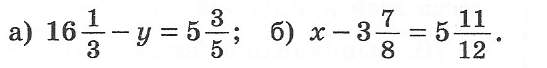 а) 16 1/3 − y = 5 3/5; б) x − 3 7/8 = 5 11/12.